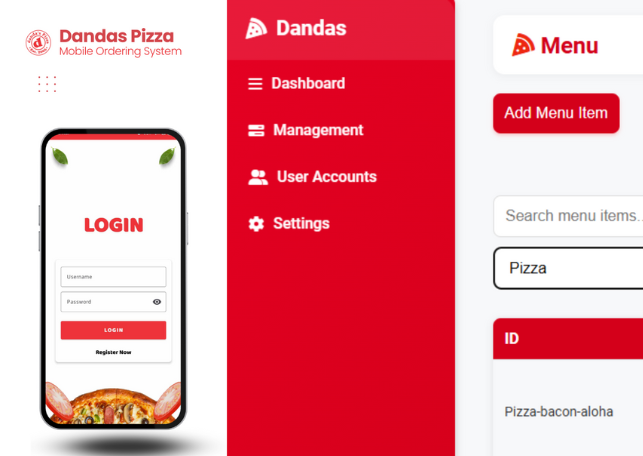 Dandas Pizza
Mobile Ordering System
LOGIN
Username
Password
LOGIN
Register Now
Dandas
Dashboard
Management
User Accounts
Settings
Menu
Add Menu Item
Search menu items..
Pizza
ID
Pizza-bacon-aloha